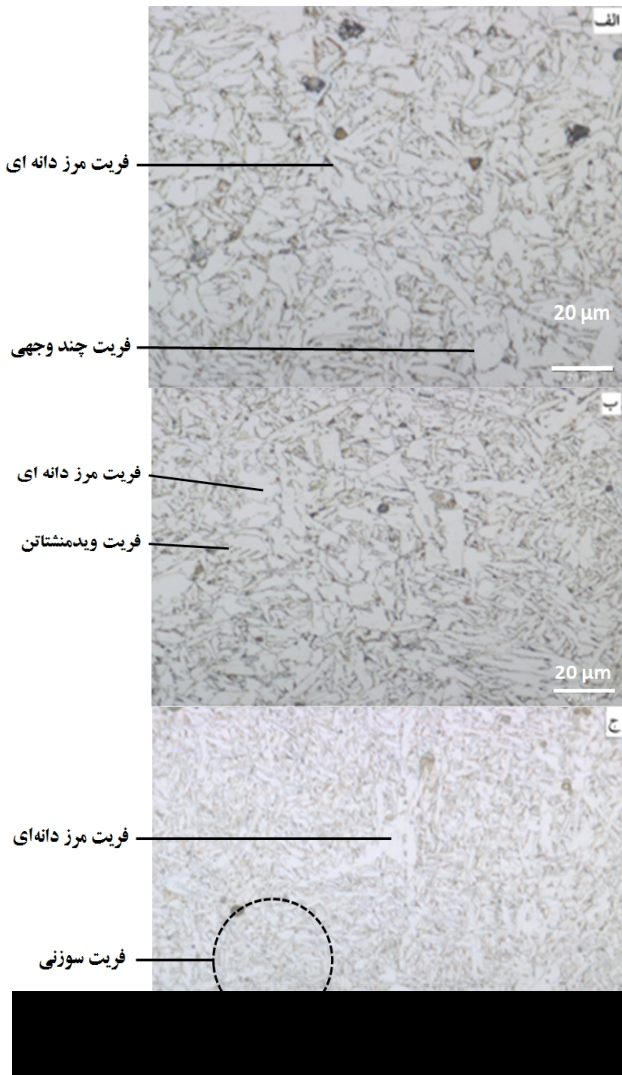 الف
فریت مرز دانه ای
20 µm
فریت چند وجهی
ب
فریت مرز دانه ای
فریت ویدمنشتاتن
20 µm
ج
فریت مرز دانه‌ای
فریت سوزنی